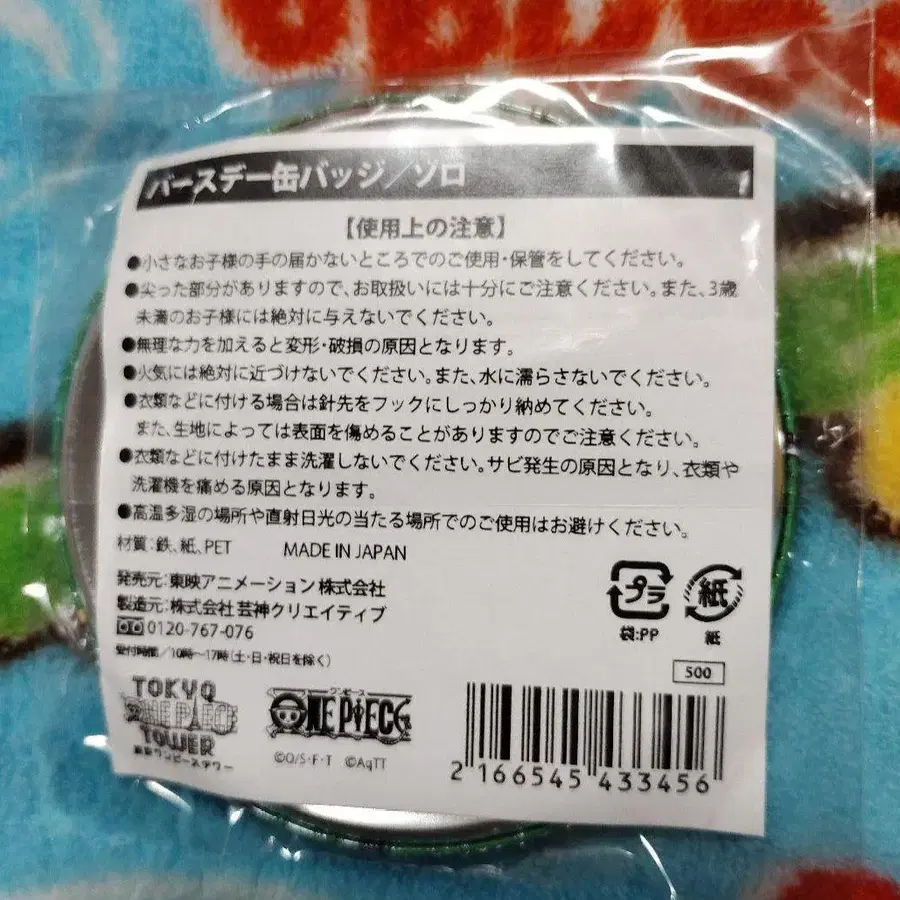 バースデー缶バッジ／ソロ
【使用上の注意】
●小さなお子様の手の届かないところでのご使用・保管をしてください。
●尖った部分がありますので、お取扱いには十分にご注意ください。また、3歳
未満のお子様には絶対に与えないでください。
●無理な力を加えると変形・破損の原因となります。
●火気には絶対に近づけないでください。また、水に濡らさないでください。
●衣類などに付ける場合は針先をフックにしっかり納めてください。
また、生地によっては表面を傷めることがありますのでご注意ください。
●衣類などに付けたまま洗濯しないでください。サビ発生の原因となり、衣類や
洗濯機を痛める原因となります。
●高温多湿の場所や直射日光の当たる場所でのご使用はお避けください。
材質:鉄、紙、PET MADE IN JAPAN
発売元:東映アニメーション株式会社
製造元:株式会社芸神クリエイティブ
0120-767-076
受付時間／10時〜17時(土・日・祝日を除く)
プラ
袋:PP
紙
紙
500
TOKYO
ONE PIECE
TOWER
東京ワンピースタワー
ワンピース
ONE PIECE
©O/S・F・T ©AqTT
2 166545 433456